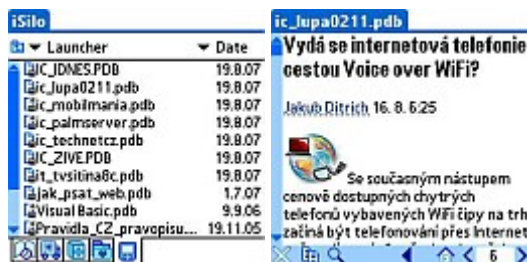 iSilo
Launcher Date
IC_IDNES.PDB 19.8.07
ic_lupa0211.pdb 19.8.07
ic_mobilmania.pdb 19.8.07
ic_palmserver.pdb 19.8.07
ic_technetcz.pdb 19.8.07
IC_ZIVE.PDB 19.8.07
it_tvsitina8c.pdb 19.8.07
jak_psat_web.pdb 1.7.07
Visual Basic.pdb 9.9.06
Pravidla_CZ_pravopisu... 19.11.05
ic_lupa0211.pdb
Vydá se internetová telefonie
cestou Voice over WiFi?
Jakub Ditrich 16. 8. 6:25
Se současným nástupem
cenově dostupných chytrých
telefonů vybavených WiFi čipy na trh
začíná být telefonování přes Internet
6